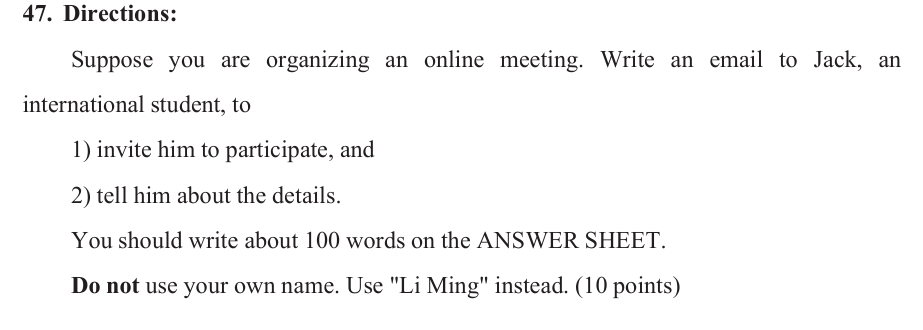 47. Directions:
Suppose you are organizing an online meeting. Write an email to Jack, an
international student, to
1) invite him to participate, and
2) tell him about the details.
You should write about 100 words on the ANSWER SHEET.
Do not use your own name. Use "Li Ming" instead. (10 points)